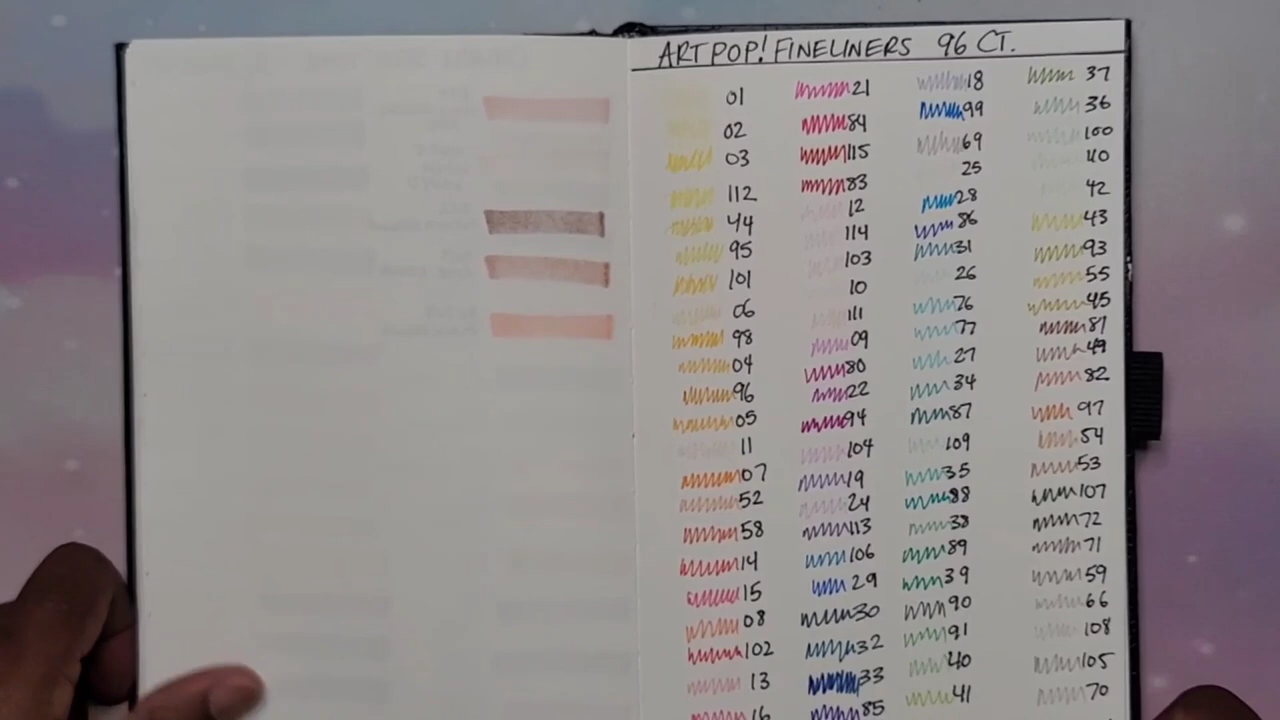 ARTPOP! FINELINERS 96 CT.
01 21 18 37
02 84 99 36
03 115 69 100
112 83 25 110
44 12 28 42
95 114 86 43
101 103 31 93
06 10 26 55
98 111 76 45
04 09 77 81
96 80 27 49
05 22 34 82
11 94 87 97
07 104 109 54
52 19 35 53
58 24 88 107
14 113 38 72
15 106 89 71
08 29 39 59
102 30 90 66
13 32 91 108
16 33 40 105
85 41 70